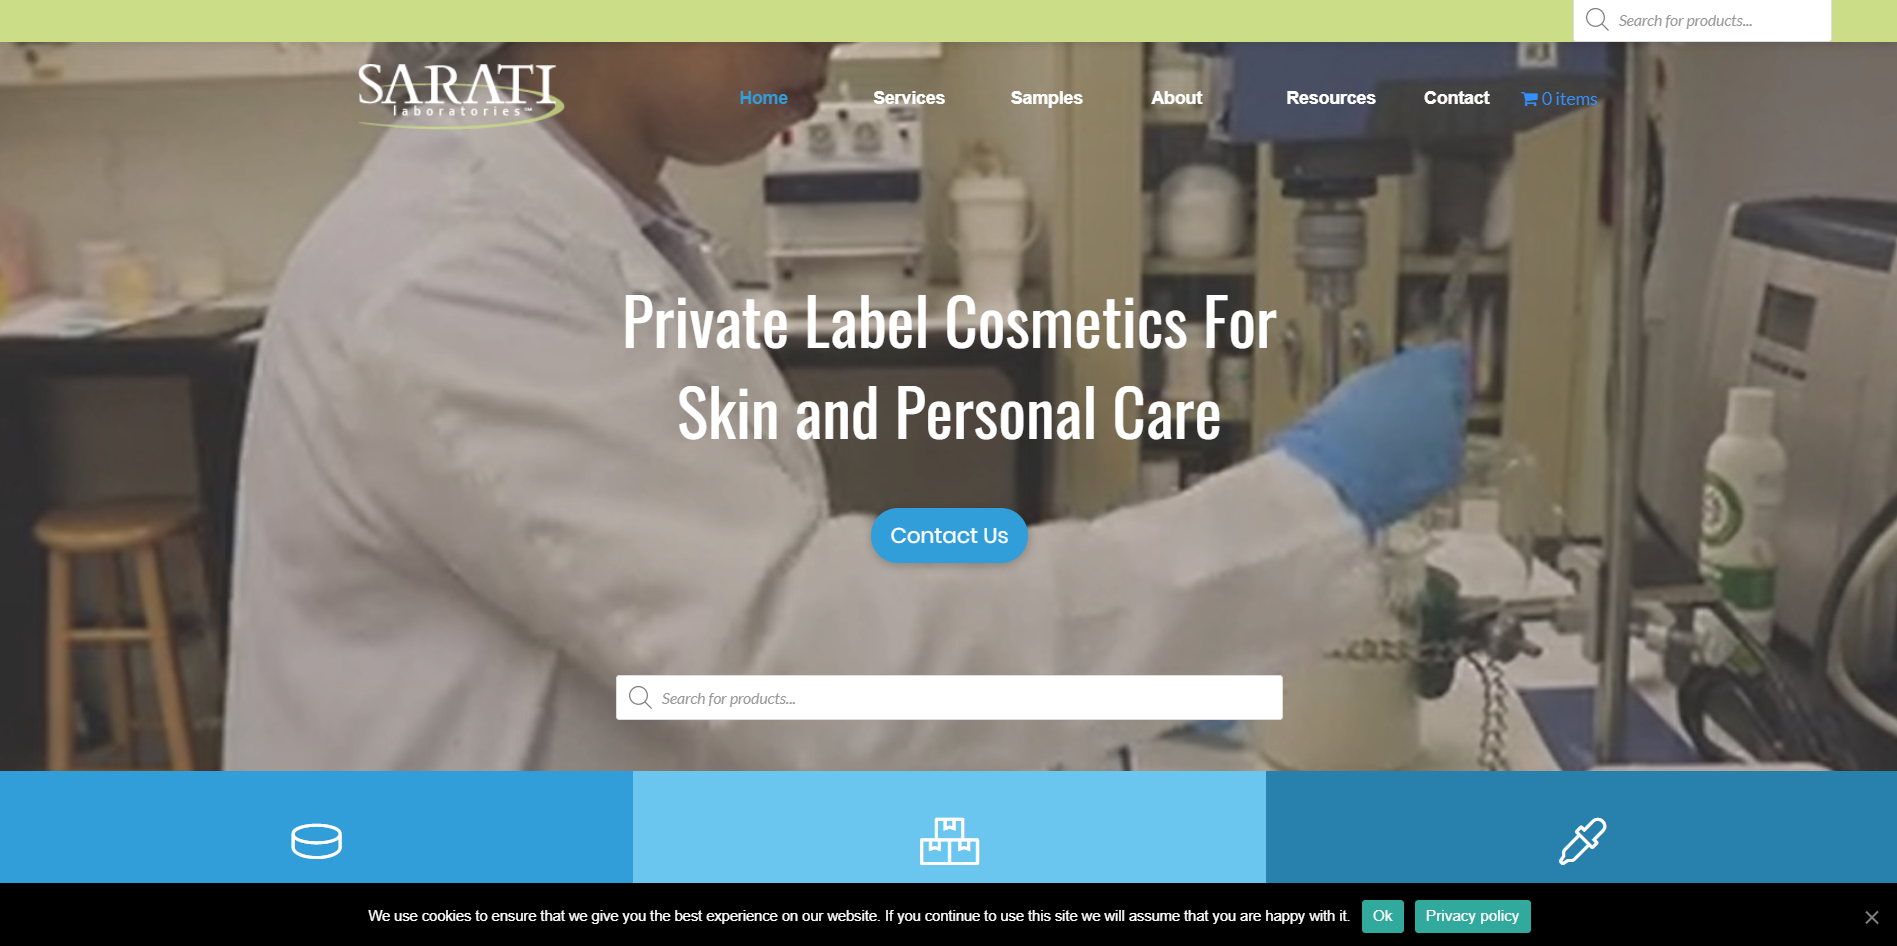 Search for products...
SARATI
laboratories™
Home
Services
Samples
About
Resources
Contact
0 items
Private Label Cosmetics For
Skin and Personal Care
Contact Us
Search for products...
We use cookies to ensure that we give you the best experience on our website. If you continue to use this site we will assume that you are happy with it.
Ok
Privacy policy